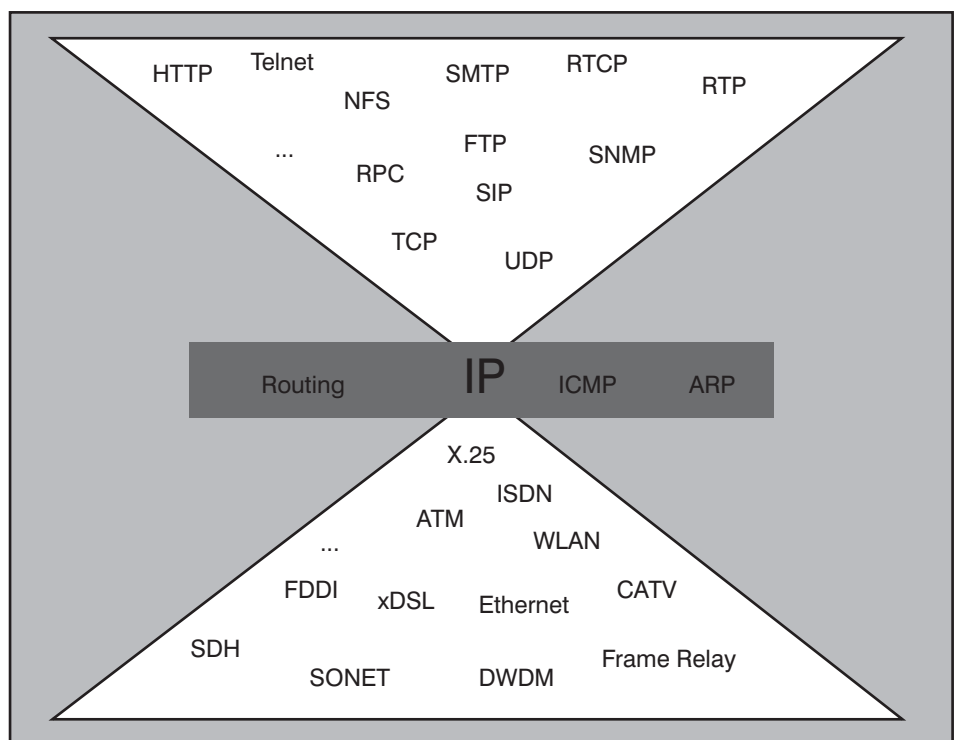 HTTP Telnet SMTP RTCP RTP
NFS
... FTP SNMP
RPC SIP
TCP UDP
Routing IP ICMP ARP
X.25
ISDN
ATM WLAN
...
FDDI xDSL Ethernet CATV
SDH Frame Relay
SONET DWDM